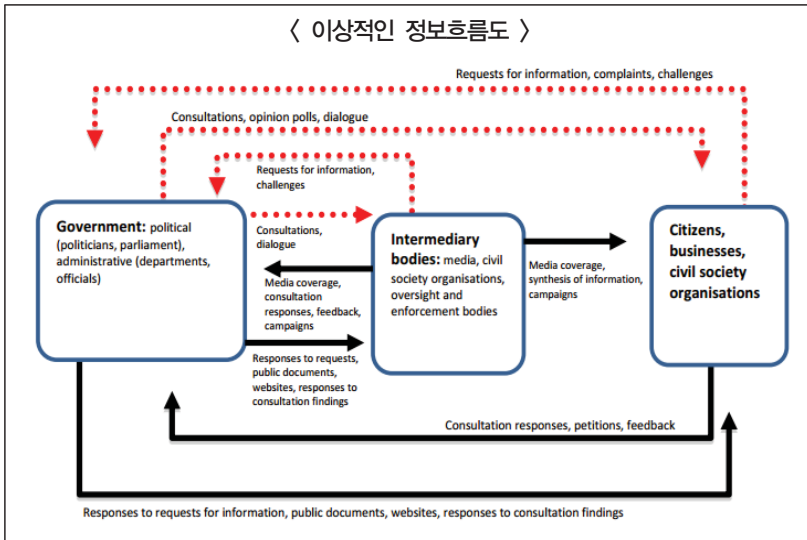 〈 이상적인 정보흐름도 〉
Requests for information, complaints, challenges
Consultations, opinion polls, dialogue
Requests for information,
challenges
Government: political
(politicians, parliament),
administrative (departments,
officials)
Consultations,
dialogue
Intermediary
bodies: media, civil
society organisations,
oversight and
enforcement bodies
Citizens,
businesses,
civil society
organisations
Media coverage,
synthesis of information,
campaigns
Media coverage,
consultation
responses, feedback,
campaigns
Responses to requests,
public documents,
websites, responses to
consultation findings
Consultation responses, petitions, feedback
Responses to requests for information, public documents, websites, responses to consultation findings